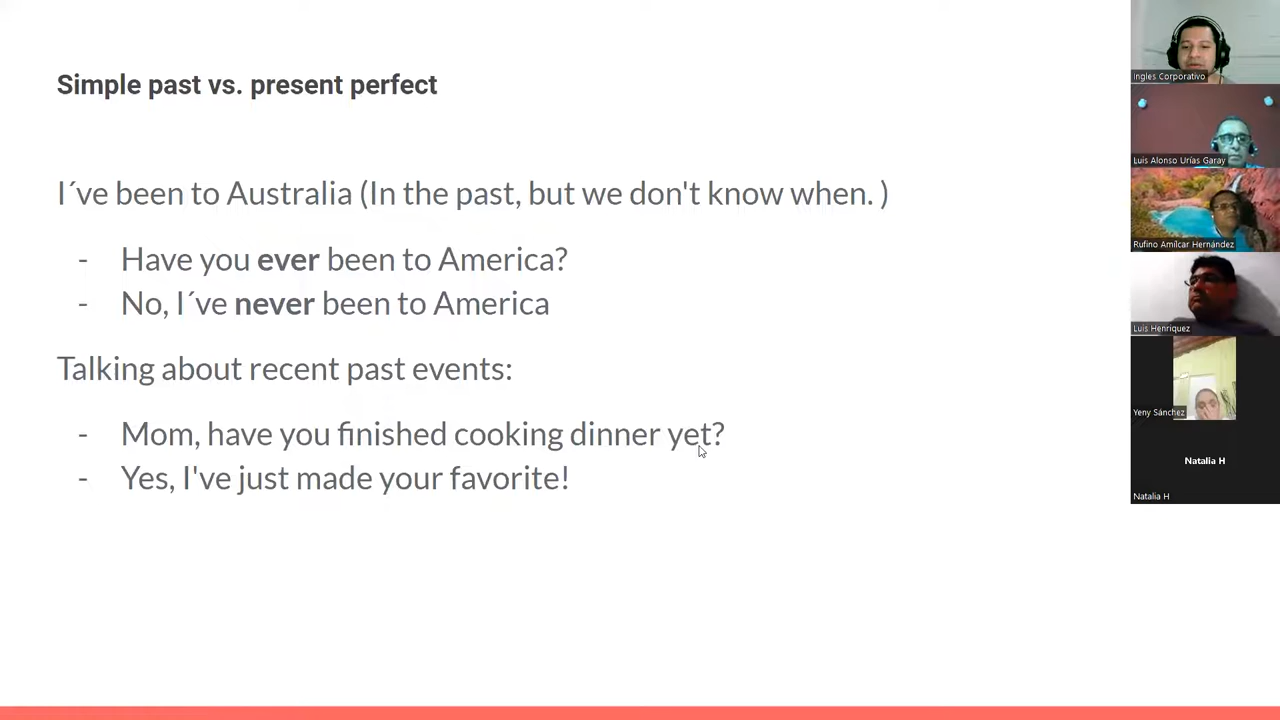 Simple past vs. present perfect
I´ve been to Australia (In the past, but we don't know when. )
- Have you ever been to America?
- No, I´ve never been to America
Talking about recent past events:
- Mom, have you finished cooking dinner yet?
- Yes, I've just made your favorite!
Ingles Corporativo
Luis Alonso Urías Garay
Rufino Amílcar Hernández
Luis Henriquez
Yeny Sánchez
Natalia H
Natalia H